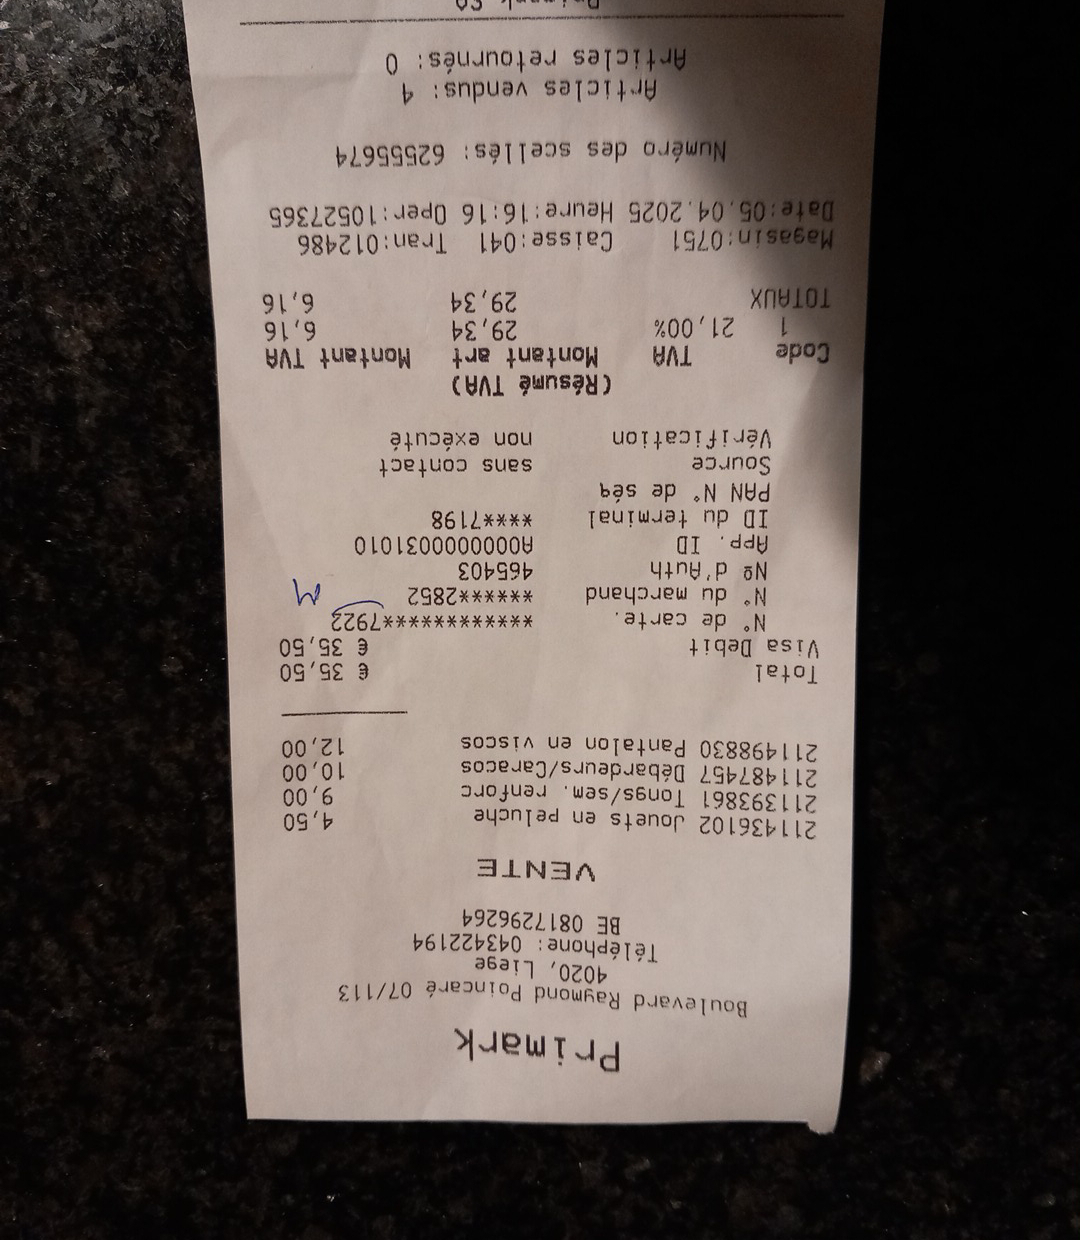 Primark
Boulevard Raymond Poincaré 07/113
4020, Liege
Téléphone: 043422194
BE 0817296264
VENTE
211436102 Jouets en peluche 4,50
211393861 Tongs/sem. renforc 9,00
211487457 Débardeurs/Caracos 10,00
211498830 Pantalon en viscos 12,00
Total € 35,50
Visa Debit € 35,50
N° de carte. ************7922
N° du marchand ******2852
M
Nº d'Auth 465403
App. ID A0000000031010
ID du terminal ****7198
PAN N° de séq
Source sans contact
Vérification non exécuté
(Résumé TVA)
Code TVA Montant art Montant TVA
1 21,00% 29,34 6,16
TOTAUX 29,34 6,16
Magasin:0751 Caisse:041 Tran:012486
Date:05.04.2025 Heure:16:16 Oper:10527365
Numéro des scellés: 62555674
Articles vendus: 4
Articles retournés: 0